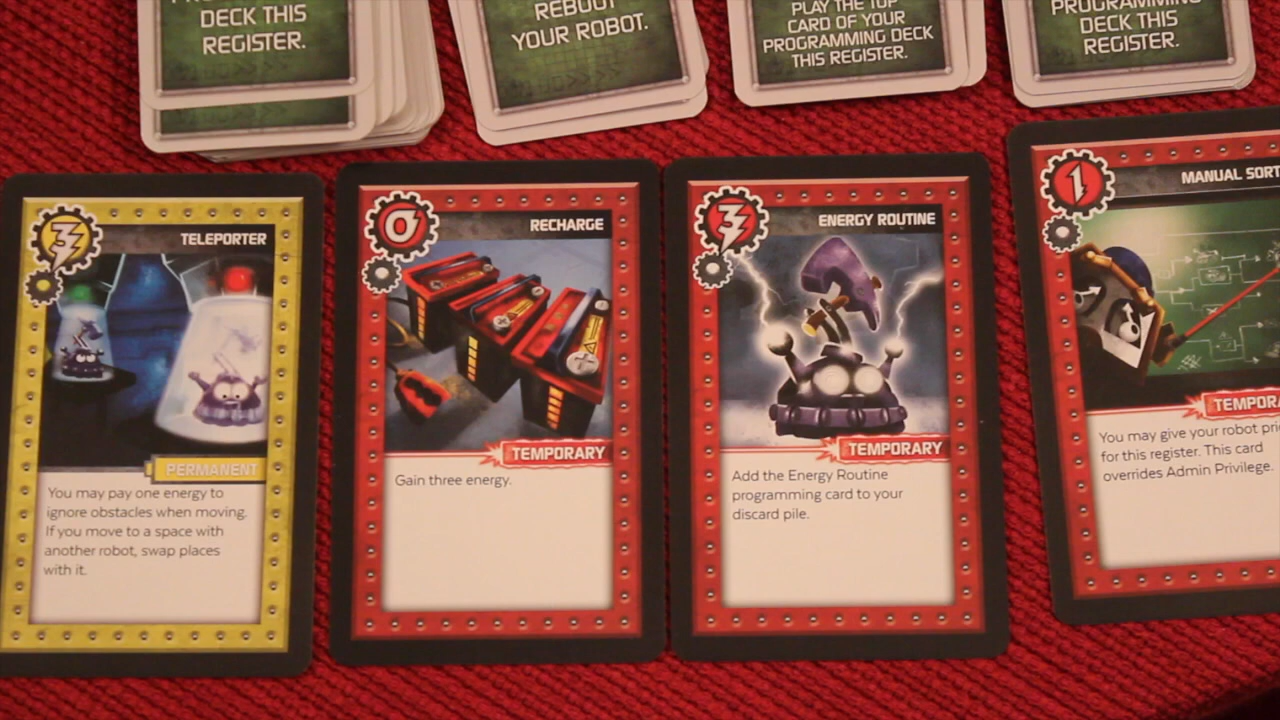 DECK THIS
REGISTER.
REBOOT
YOUR ROBOT.
PLAY THE TOP
CARD OF YOUR
PROGRAMMING DECK
THIS REGISTER.
PROGRAMMING
DECK THIS
REGISTER.
3
TELEPORTER
PERMANENT
You may pay one energy to
ignore obstacles when moving.
If you move to a space with
another robot, swap places
with it.
0
RECHARGE
TEMPORARY
Gain three energy.
3
ENERGY ROUTINE
TEMPORARY
Add the Energy Routine
programming card to your
discard pile.
1
MANUAL SORT
TEMPORA
You may give your robot pri
for this register. This card
overrides Admin Privilege.